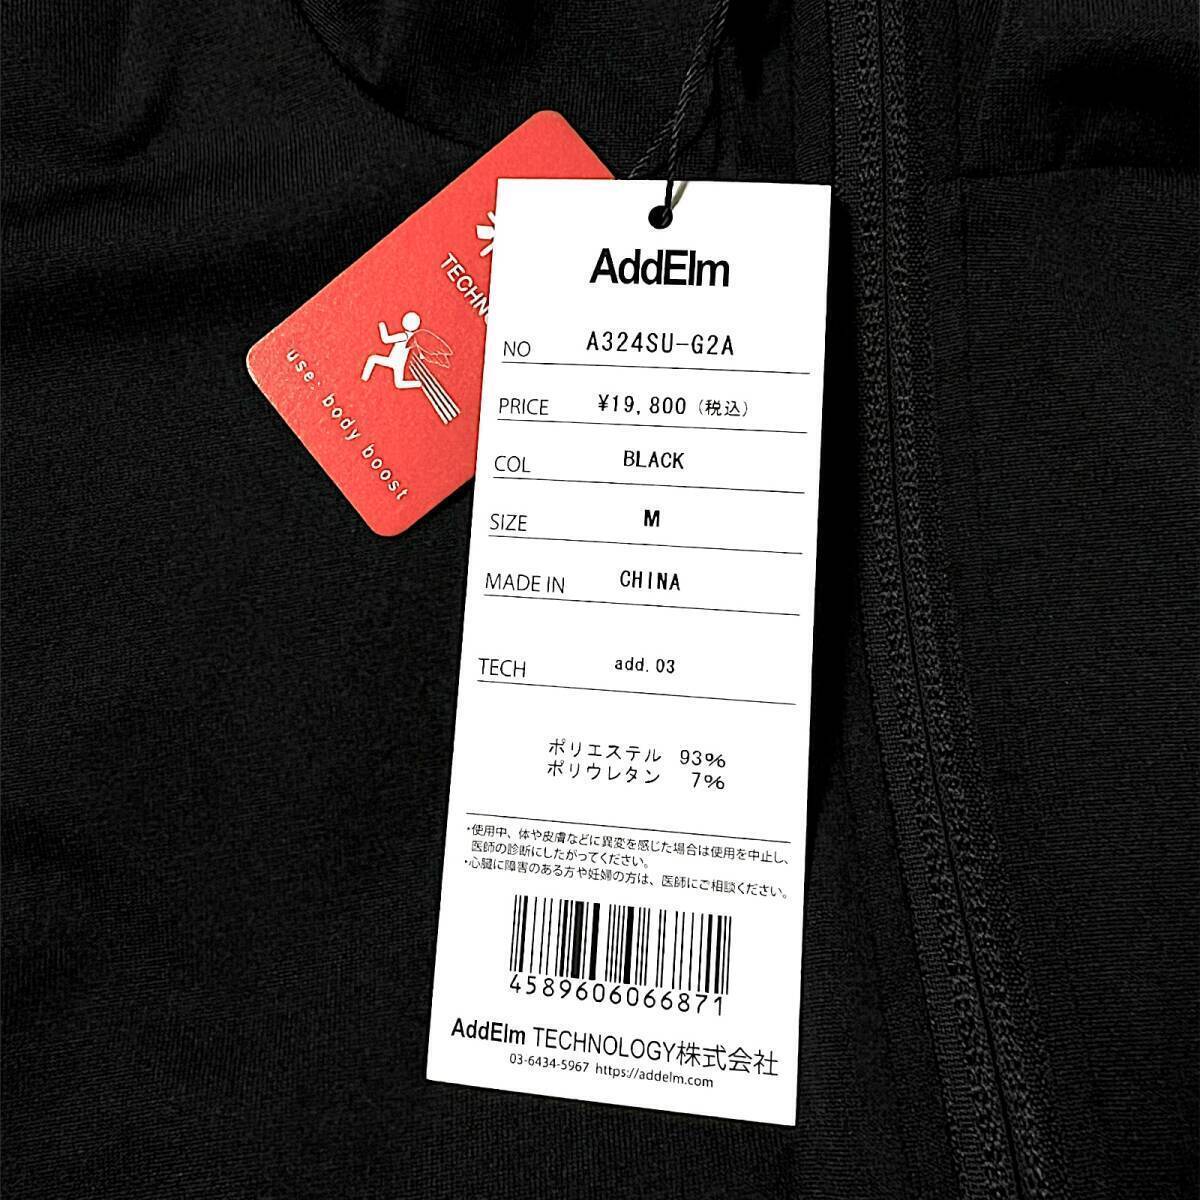 TECHN
use: body boost
AddElm
NO A324SU-G2A
PRICE ¥19,800（税込）
COL BLACK
SIZE M
MADE IN CHINA
TECH add.03
ポリエステル 93%
ポリウレタン 7%
・使用中、体や皮膚などに異変を感じた場合は使用を中止し、
医師の診断にしたがってください。
・心臓に障害のある方や妊婦の方は、医師にご相談ください。
4589606066871
AddElm TECHNOLOGY株式会社
03-6434-5967 https://addelm.com